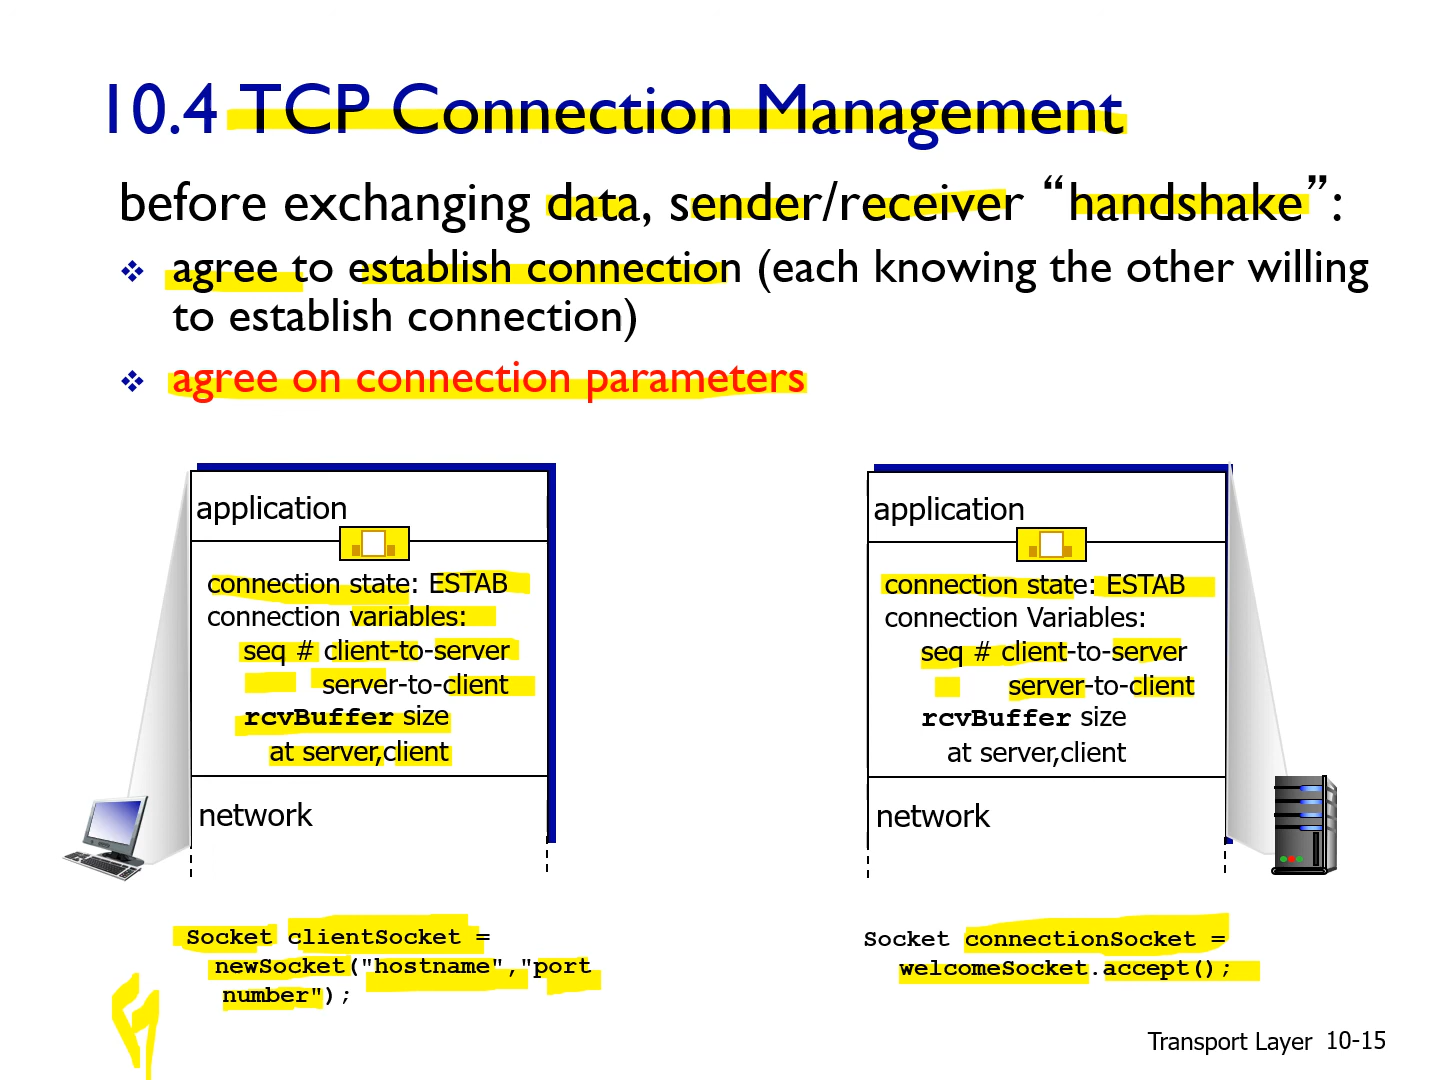 10.4 TCP Connection Management
before exchanging data, sender/receiver “handshake”:
agree to establish connection (each knowing the other willing
to establish connection)
agree on connection parameters
application
connection state: ESTAB
connection variables:
seq # client-to-server
server-to-client
rcvBuffer size
at server,client
network
application
connection state: ESTAB
connection Variables:
seq # client-to-server
server-to-client
rcvBuffer size
at server,client
network
Socket clientSocket =
newSocket("hostname","port
number");
Socket connectionSocket =
welcomeSocket.accept();
Transport Layer 10-15